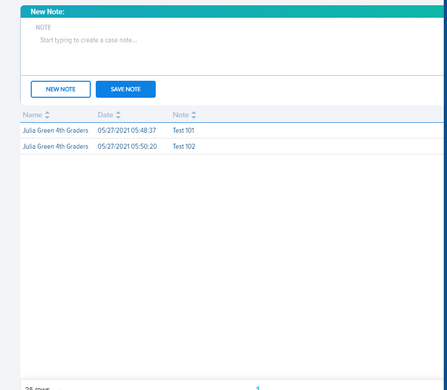 New Note:
NOTE
Start typing to create a case note...
NEW NOTE SAVE NOTE
Name Date Note
Julia Green 4th Graders 05/27/2021 05:48:37 Test 101
Julia Green 4th Graders 05/27/2021 05:50:20 Test 102
25 rows 1